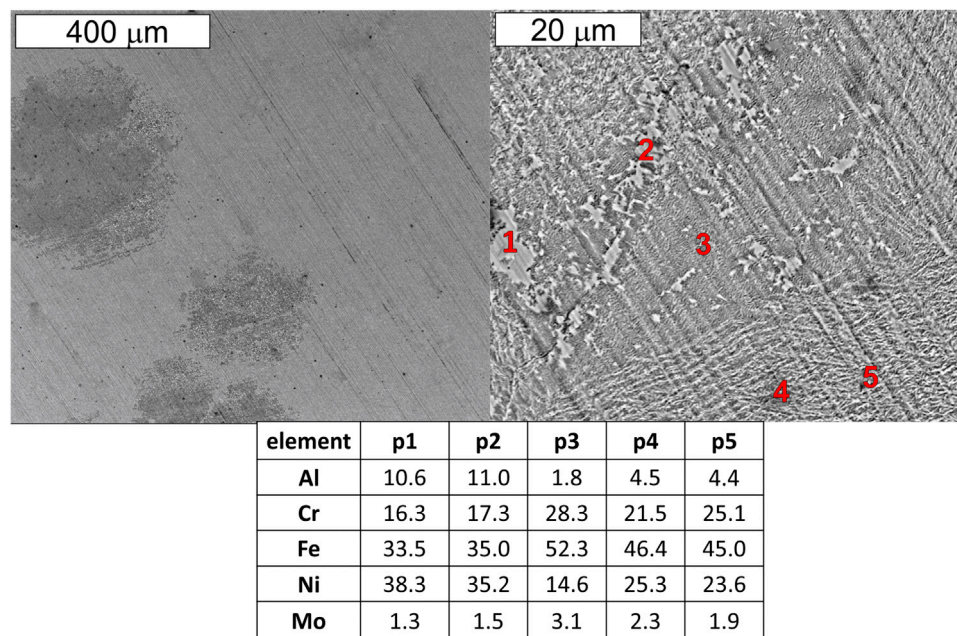 400 μm
20 μm
1
2
3
4
5
element p1 p2 p3 p4 p5
Al 10.6 11.0 1.8 4.5 4.4
Cr 16.3 17.3 28.3 21.5 25.1
Fe 33.5 35.0 52.3 46.4 45.0
Ni 38.3 35.2 14.6 25.3 23.6
Mo 1.3 1.5 3.1 2.3 1.9